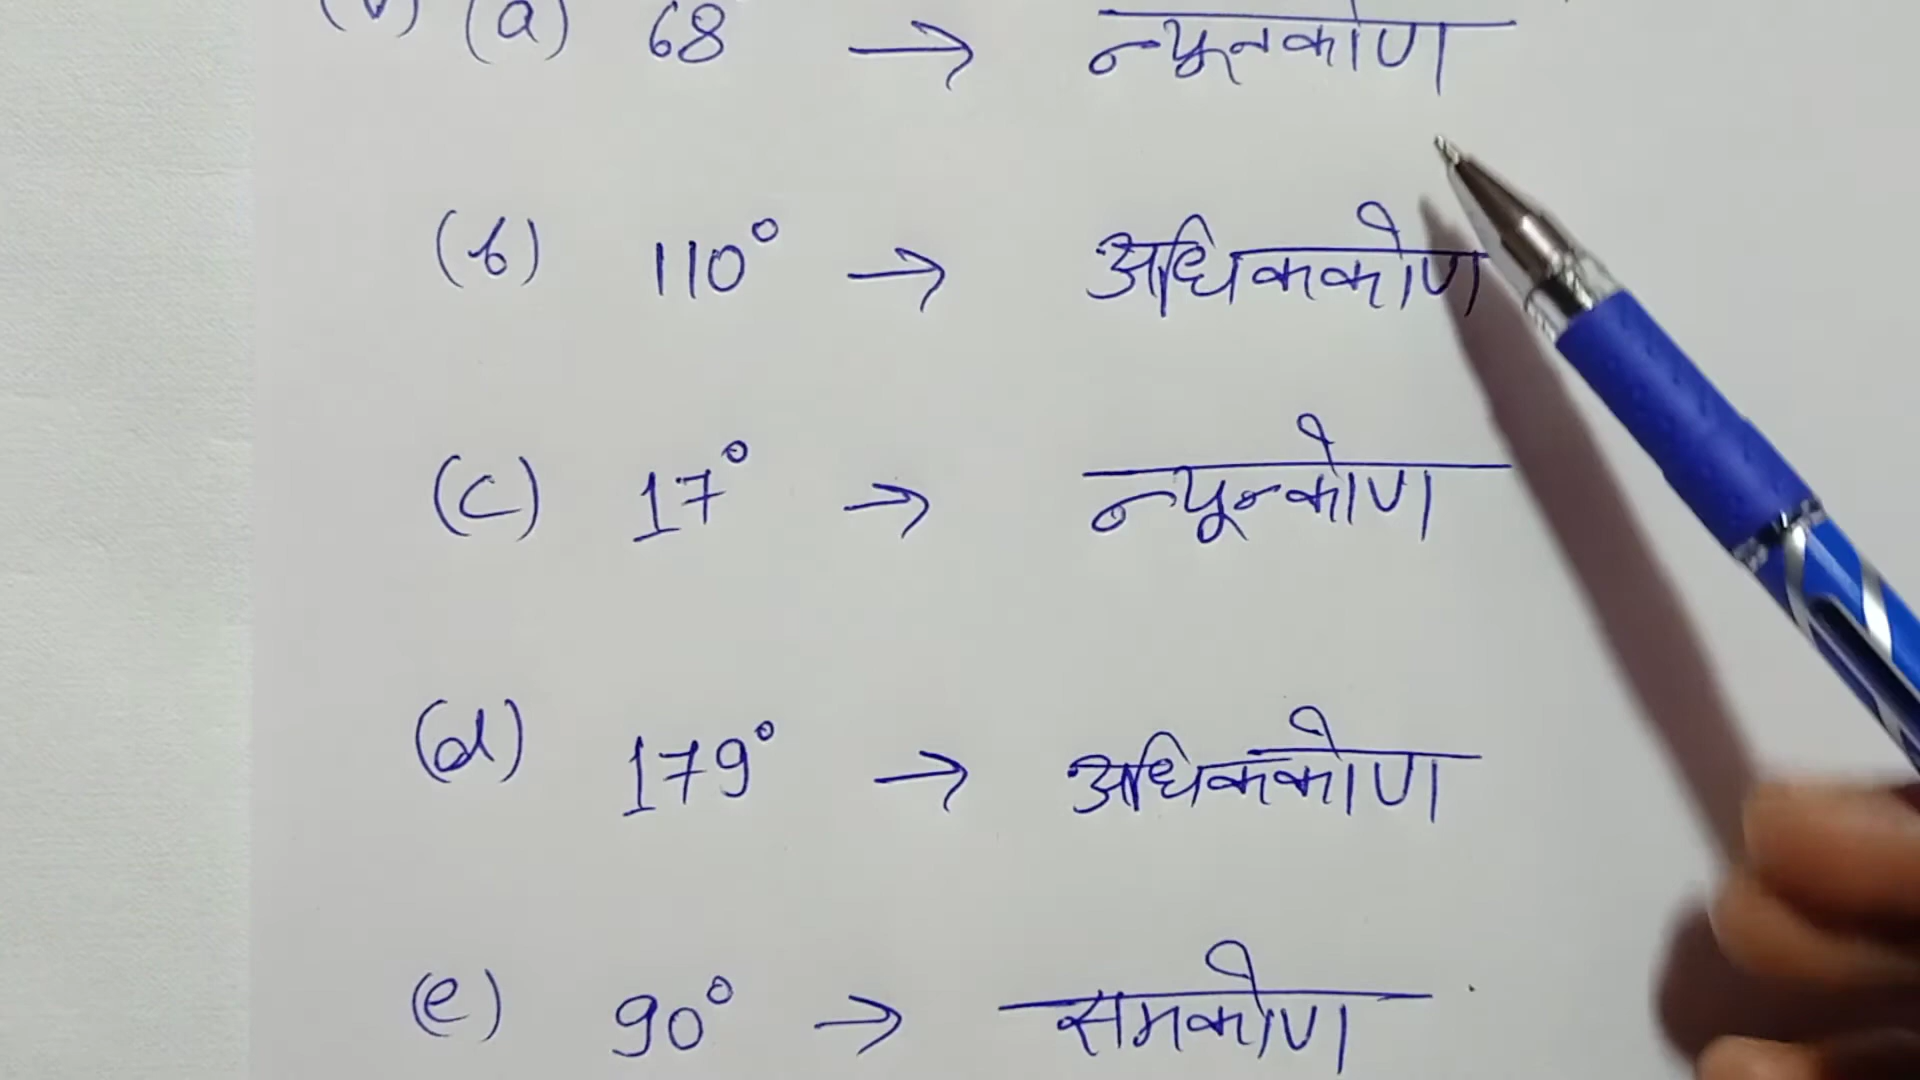 (v) (a) 68 → न्यूनकोण
(b) 110° → अधिककोण
(c) 17° → न्यूनकोण
(d) 179° → अधिककोण
(e) 90° → समकोण